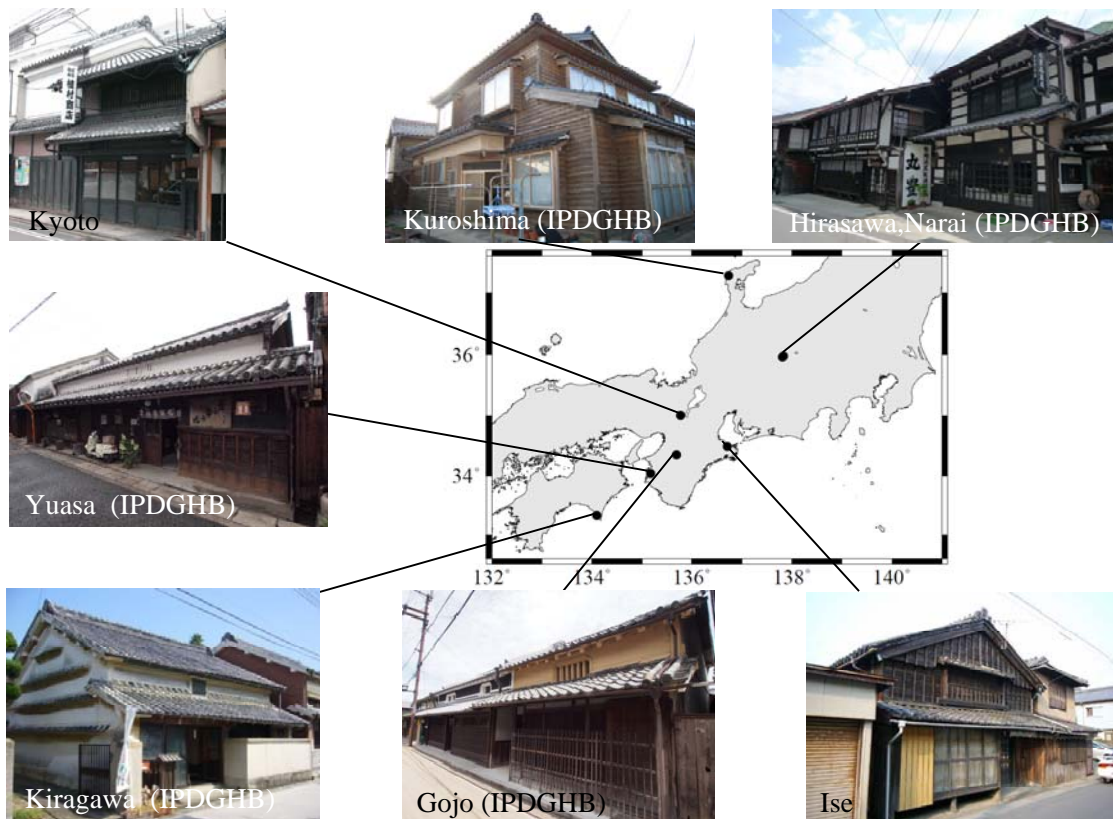 Kyoto
Kuroshima (IPDGHB)
Hirasawa,Narai (IPDGHB)
Yuasa (IPDGHB)
36°
34°
132°
134°
136°
138°
140°
Kiragawa (IPDGHB)
Gojo (IPDGHB)
Ise